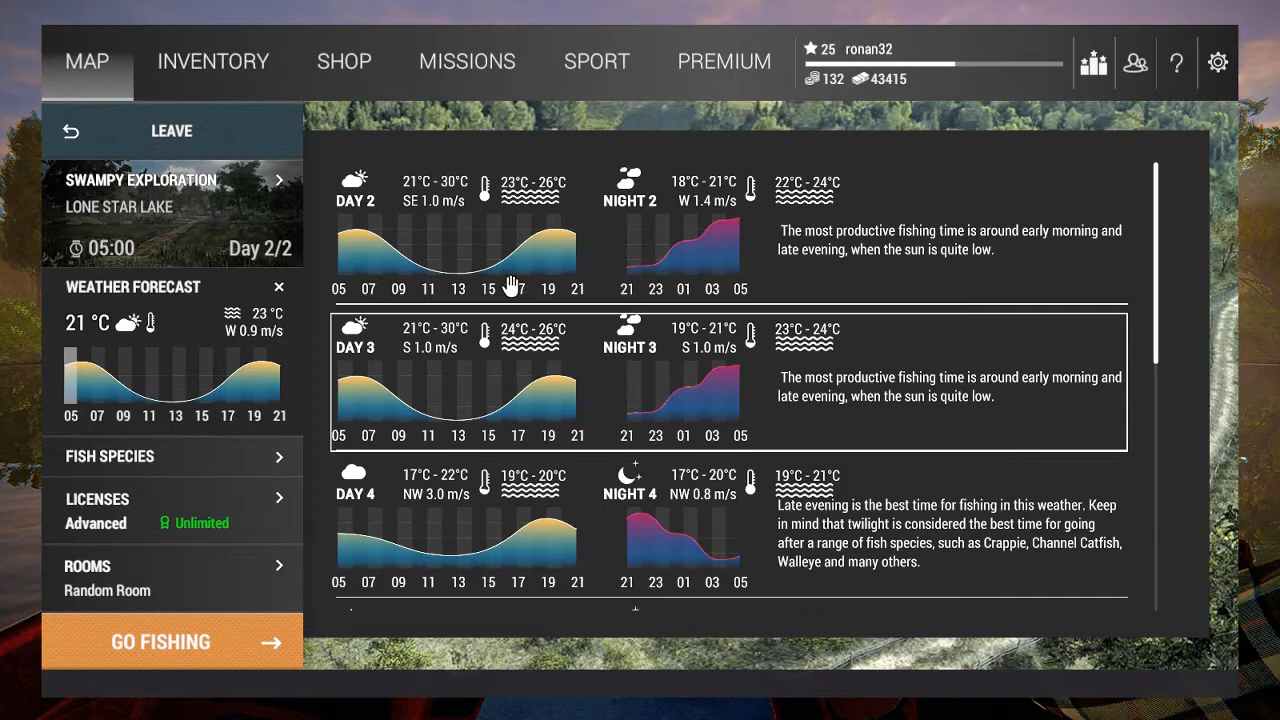 MAP
INVENTORY
SHOP
MISSIONS
SPORT
PREMIUM
25 ronan32
132 43415
?
LEAVE
SWAMPY EXPLORATION
LONE STAR LAKE
05:00 Day 2/2
WEATHER FORECAST
21 °C 23 °C
W 0.9 m/s
05 07 09 11 13 15 17 19 21
FISH SPECIES
LICENSES
Advanced Unlimited
ROOMS
Random Room
GO FISHING
DAY 2
21°C - 30°C
SE 1.0 m/s
23°C - 26°C
05 07 09 11 13 15 17 19 21
NIGHT 2
18°C - 21°C
W 1.4 m/s
22°C - 24°C
21 23 01 03 05
The most productive fishing time is around early morning and
late evening, when the sun is quite low.
DAY 3
21°C - 30°C
S 1.0 m/s
24°C - 26°C
05 07 09 11 13 15 17 19 21
NIGHT 3
19°C - 21°C
S 1.0 m/s
23°C - 24°C
21 23 01 03 05
The most productive fishing time is around early morning and
late evening, when the sun is quite low.
DAY 4
17°C - 22°C
NW 3.0 m/s
19°C - 20°C
05 07 09 11 13 15 17 19 21
NIGHT 4
17°C - 20°C
NW 0.8 m/s
19°C - 21°C
21 23 01 03 05
Late evening is the best time for fishing in this weather. Keep
in mind that twilight is considered the best time for going
after a range of fish species, such as Crappie, Channel Catfish,
Walleye and many others.